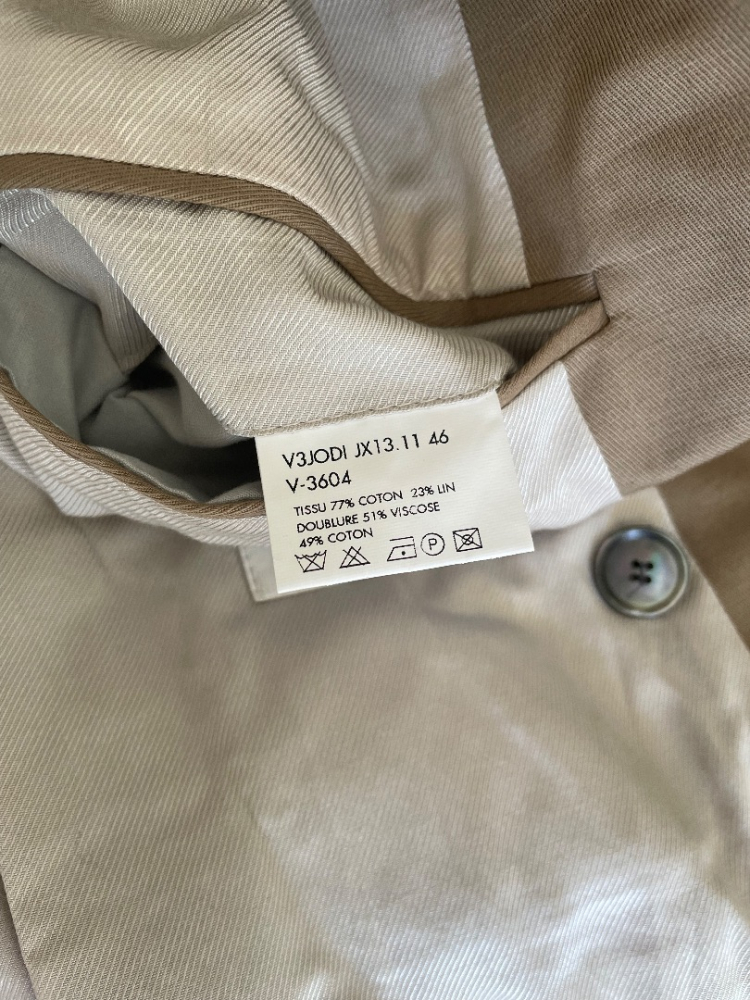 V3JODI JX13.11 46
V-3604
TISSU 77% COTON 23% LIN
DOUBLURE 51% VISCOSE
49% COTON
P